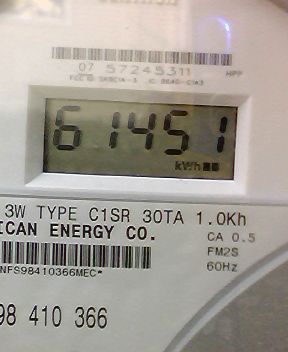 07 57245311 HPP
61451
kWh
3W TYPE C1SR 30TA 1.0Kh
ICAN ENERGY CO.
CA 0.5
FM2S
60Hz
NFS98410366MEC*
98 410 366